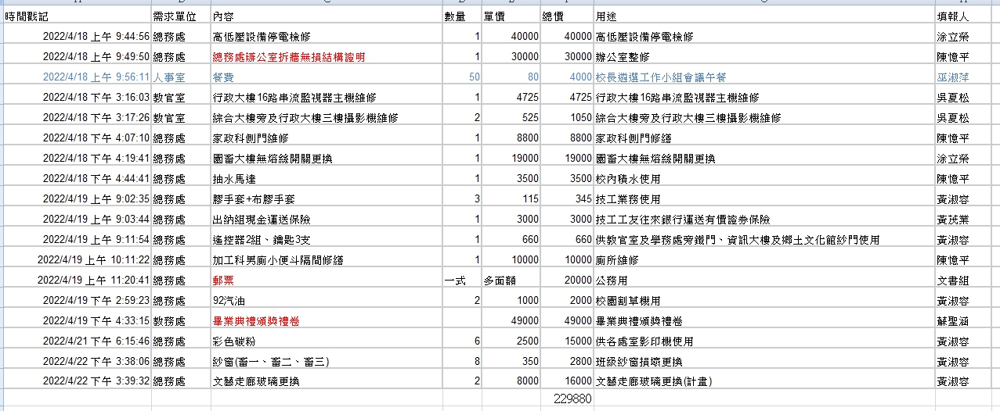 時間戳記 需求單位 內容 數量 單價 總價 用途 填報人
2022/4/18 上午 9:44:56 總務處 高低壓設備停電檢修 1 40000 40000 高低壓設備停電檢修 涂立榮
2022/4/18 上午 9:49:50 總務處 總務處辦公室拆牆無損結構證明 1 30000 30000 辦公室整修 陳憶平
2022/4/18 上午 9:56:11 人事室 餐費 50 80 4000 校長遴選工作小組會議午餐 巫淑萍
2022/4/18 下午 3:16:03 教官室 行政大樓16路串流監視器主機維修 1 4725 4725 行政大樓16路串流監視器主機維修 吳夏松
2022/4/18 下午 3:17:26 教官室 綜合大樓旁及行政大樓三樓攝影機維修 2 525 1050 綜合大樓旁及行政大樓三樓攝影機維修 吳夏松
2022/4/18 下午 4:07:10 總務處 家政科側門維修 1 8800 8800 家政科側門修繕 陳憶平
2022/4/18 下午 4:19:41 總務處 園畜大樓無熔絲開關更換 1 19000 19000 園畜大樓無熔絲開關更換 涂立榮
2022/4/18 下午 4:44:41 總務處 抽水馬達 1 3500 3500 校內積水使用 陳憶平
2022/4/19 上午 9:02:35 總務處 膠手套+布膠手套 3 115 345 技工業務使用 黃淑容
2022/4/19 上午 9:03:44 總務處 出納組現金運送保險 1 3000 3000 技工工友往來銀行運送有價證券保險 黃茂業
2022/4/19 上午 9:11:54 總務處 遙控器2組、鑰匙3支 1 660 660 供教官室及學務處旁鐵門、資訊大樓及鄉土文化館紗門使用 黃淑容
2022/4/19 上午 10:11:22 總務處 加工科男廁小便斗隔間修繕 1 10000 10000 廁所維修 陳憶平
2022/4/19 上午 11:20:41 總務處 郵票 一式 多面額 20000 公務用 文書組
2022/4/19 下午 2:59:23 總務處 92汽油 2 1000 2000 校園割草機用 黃淑容
2022/4/19 下午 4:33:15 教務處 畢業典禮頒獎禮卷 49000 49000 畢業典禮頒獎禮卷 蘇聖涵
2022/4/21 下午 6:15:46 總務處 彩色碳粉 6 2500 15000 供各處室影印機使用 黃淑容
2022/4/22 下午 3:38:06 總務處 紗窗(畜一、畜二、畜三) 8 350 2800 班級紗窗損壞更換 黃淑容
2022/4/22 下午 3:39:32 總務處 文藝走廊玻璃更換 2 8000 16000 文藝走廊玻璃更換(計畫) 黃淑容
229880